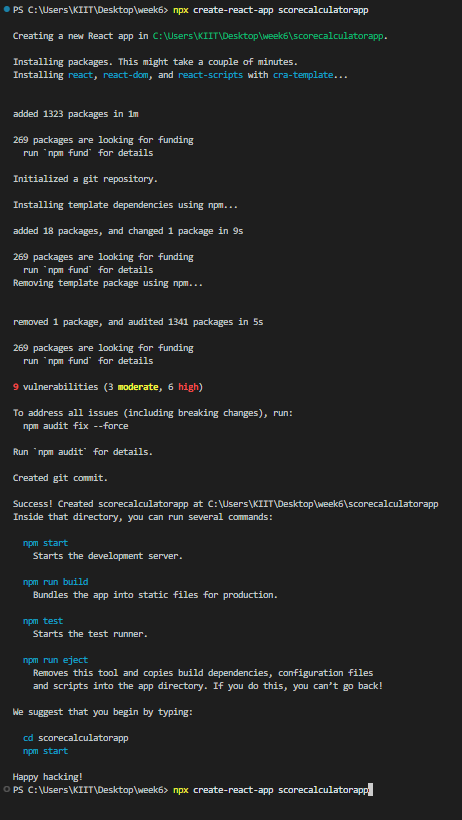 PS C:\Users\KIIT\Desktop\week6> npx create-react-app scorecalculatorapp
Creating a new React app in C:\Users\KIIT\Desktop\week6\scorecalculatorapp.
Installing packages. This might take a couple of minutes.
Installing react, react-dom, and react-scripts with cra-template...
added 1323 packages in 1m
269 packages are looking for funding
run `npm fund` for details
Initialized a git repository.
Installing template dependencies using npm...
added 18 packages, and changed 1 package in 9s
269 packages are looking for funding
run `npm fund` for details
Removing template package using npm...
removed 1 package, and audited 1341 packages in 5s
269 packages are looking for funding
run `npm fund` for details
9 vulnerabilities (3 moderate, 6 high)
To address all issues (including breaking changes), run:
npm audit fix --force
Run `npm audit` for details.
Created git commit.
Success! Created scorecalculatorapp at C:\Users\KIIT\Desktop\week6\scorecalculatorapp
Inside that directory, you can run several commands:
npm start
Starts the development server.
npm run build
Bundles the app into static files for production.
npm test
Starts the test runner.
npm run eject
Removes this tool and copies build dependencies, configuration files
and scripts into the app directory. If you do this, you can’t go back!
We suggest that you begin by typing:
cd scorecalculatorapp
npm start
Happy hacking!
PS C:\Users\KIIT\Desktop\week6> npx create-react-app scorecalculatorapp